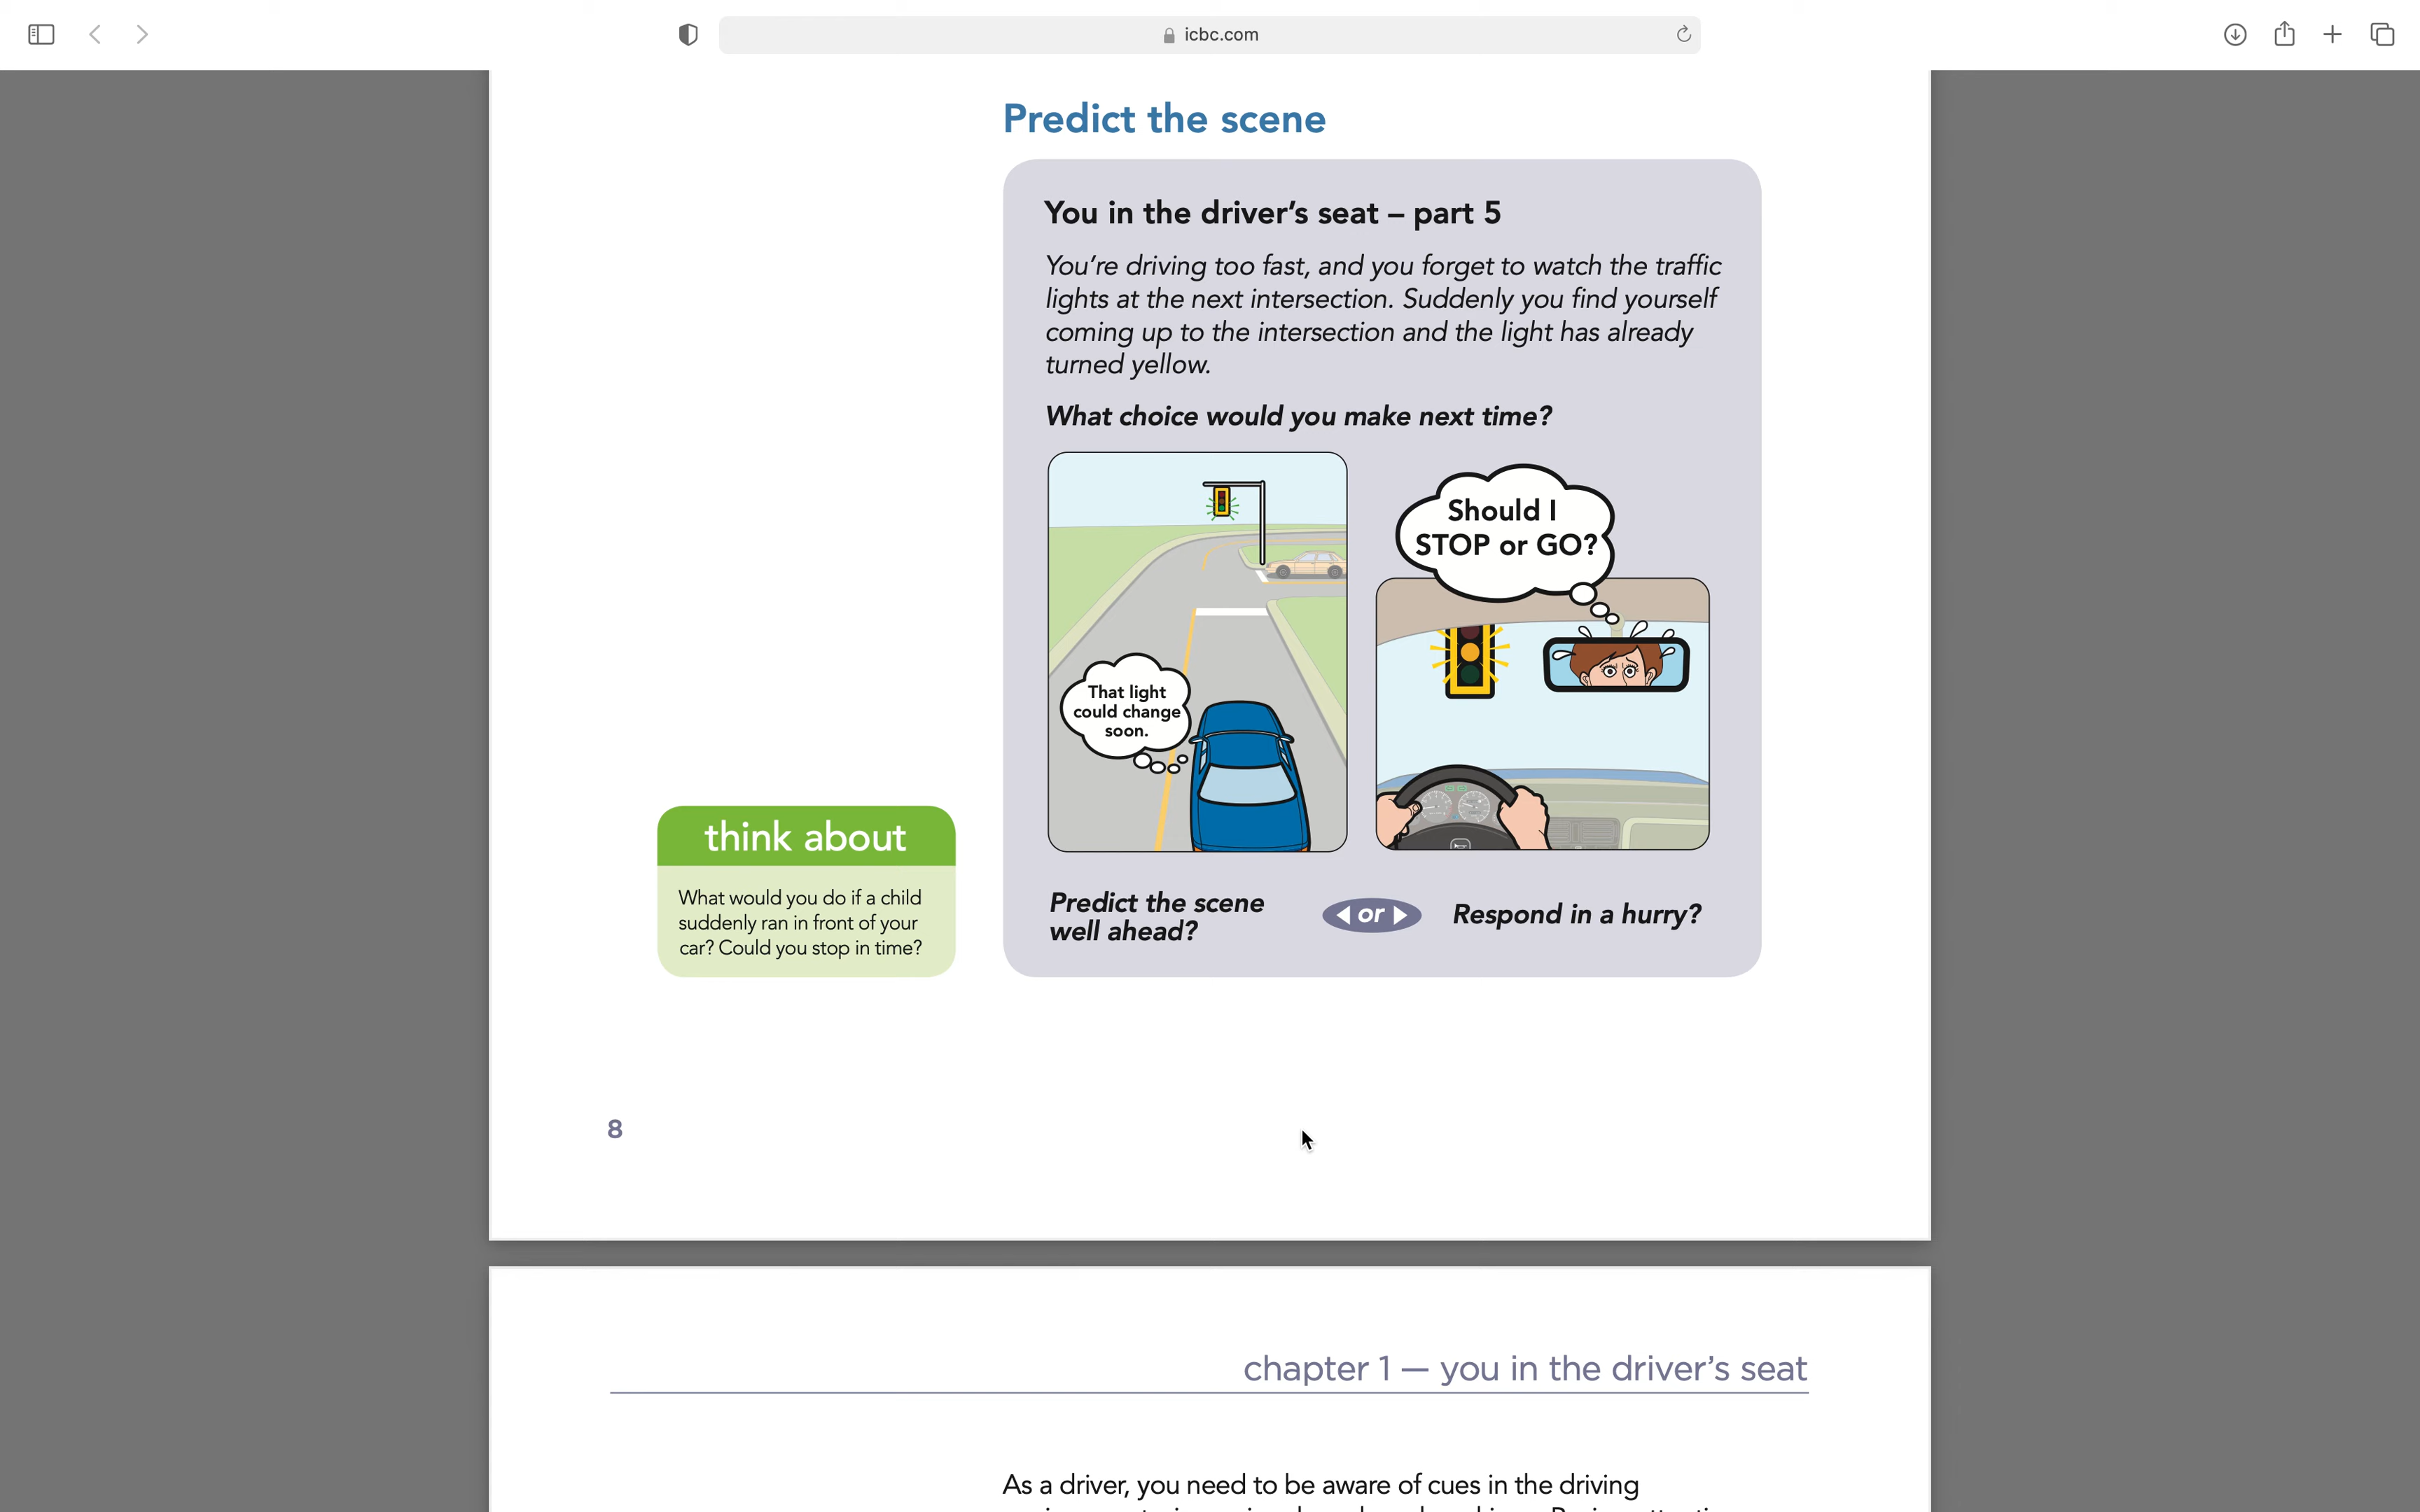 icbc.com
Predict the scene
You in the driver’s seat – part 5
You’re driving too fast, and you forget to watch the traffic
lights at the next intersection. Suddenly you find yourself
coming up to the intersection and the light has already
turned yellow.
What choice would you make next time?
That light
could change
soon.
Should I
STOP or GO?
Predict the scene
well ahead?
or
Respond in a hurry?
think about
What would you do if a child
suddenly ran in front of your
car? Could you stop in time?
8
chapter 1 — you in the driver’s seat
As a driver, you need to be aware of cues in the driving